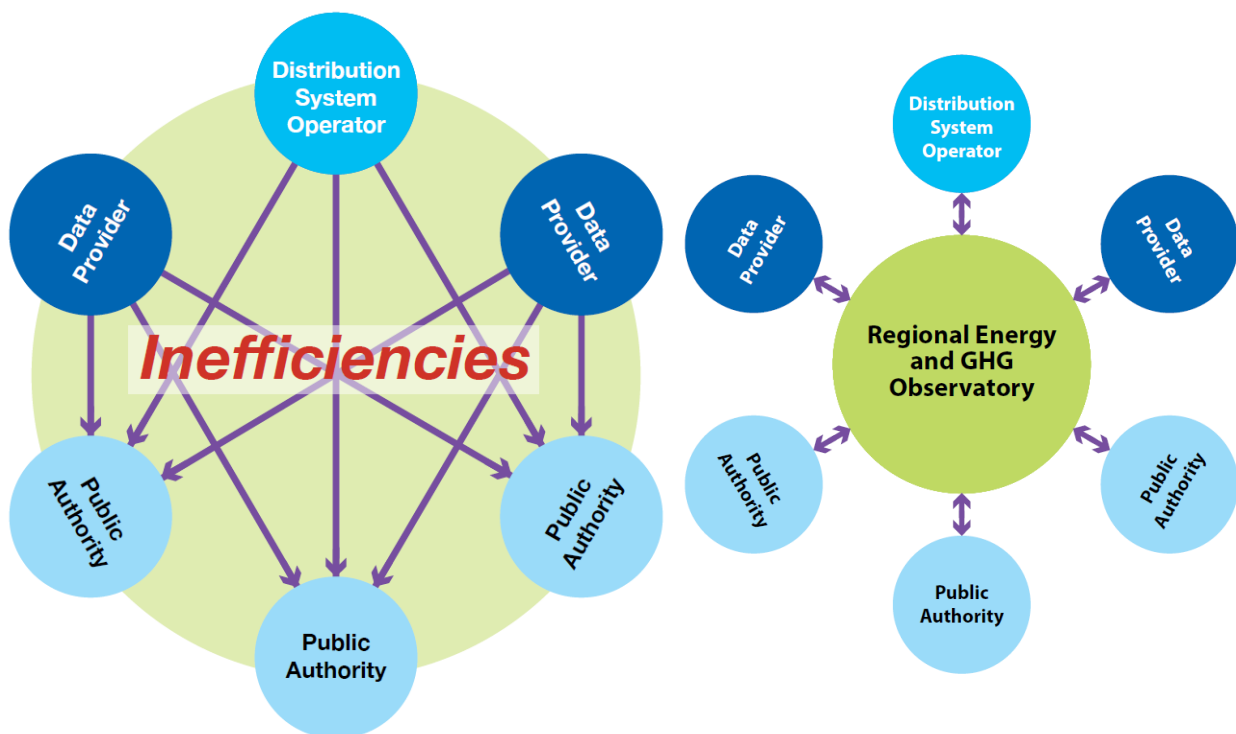 Distribution
System
Operator
Data
Provider
Data
Provider
Inefficiencies
Public
Authority
Public
Authority
Public
Authority
Distribution
System
Operator
Data
Provider
Data
Provider
Regional Energy
and GHG
Observatory
Public
Authority
Public
Authority
Public
Authority